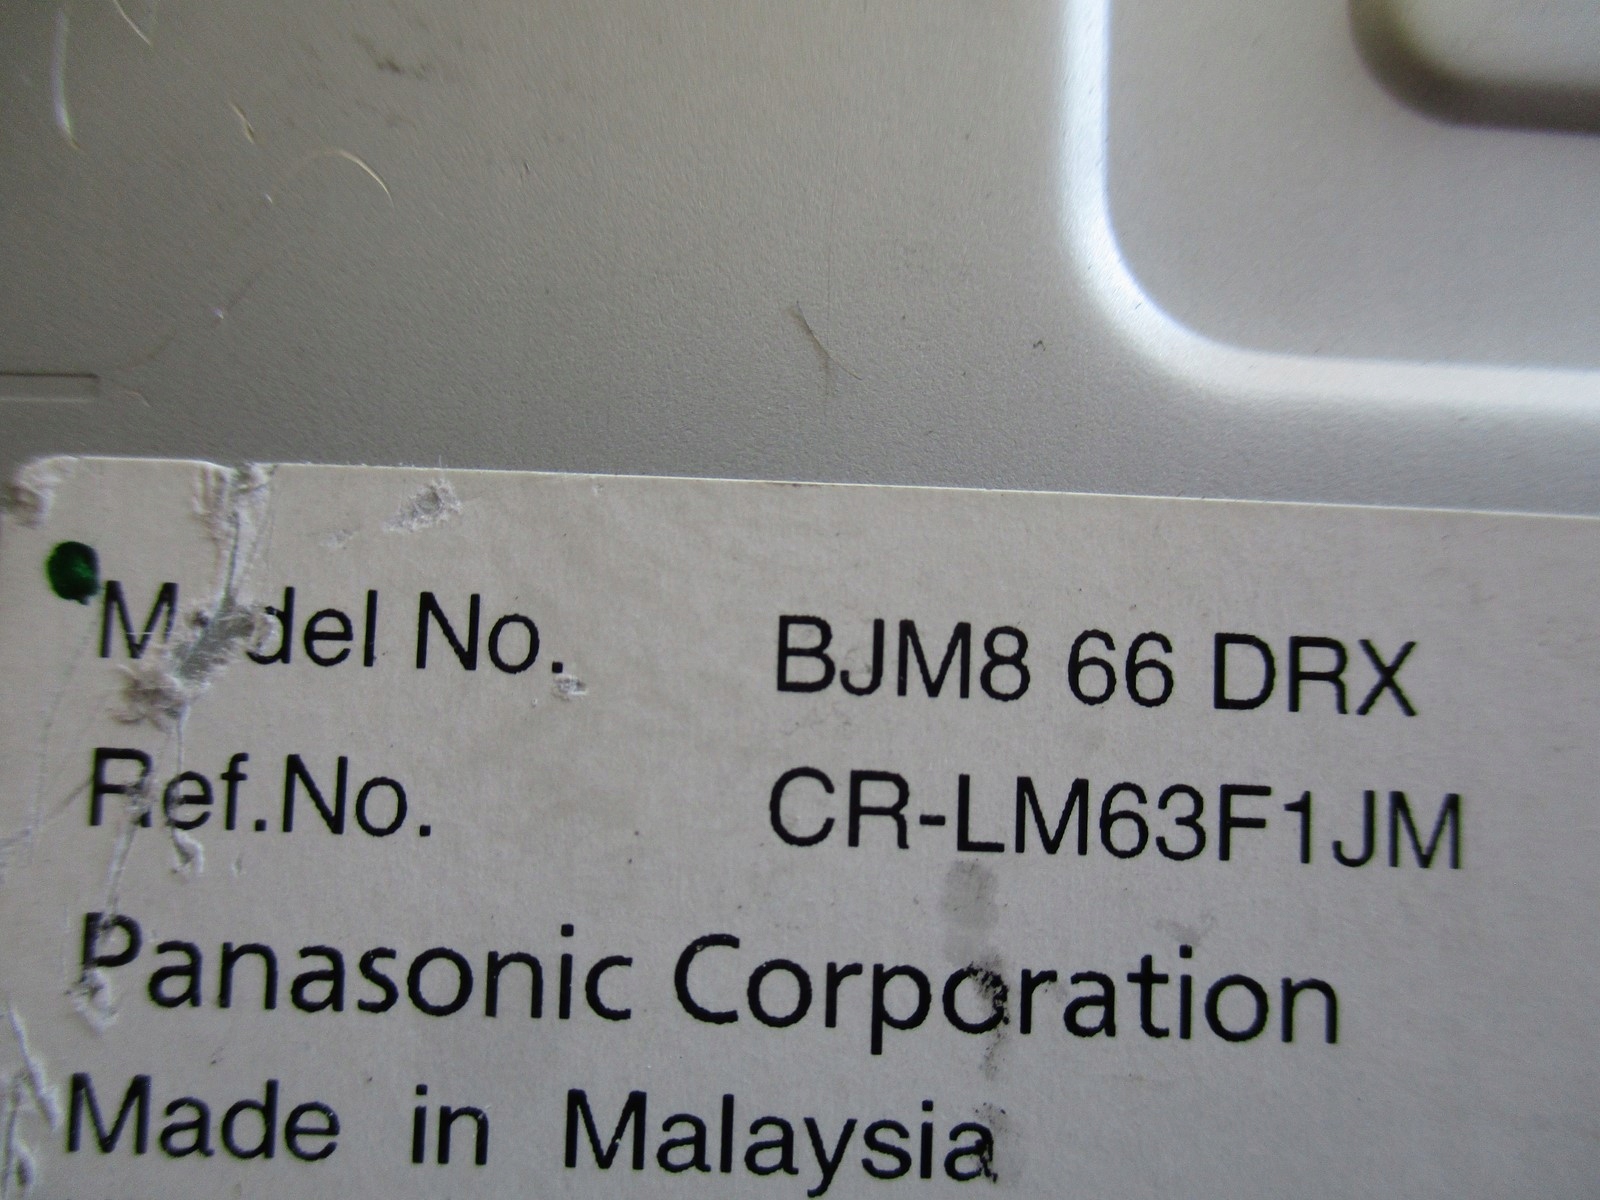 Model No. BJM8 66 DRX
Ref.No. CR-LM63F1JM
Panasonic Corporation
Made in Malaysia